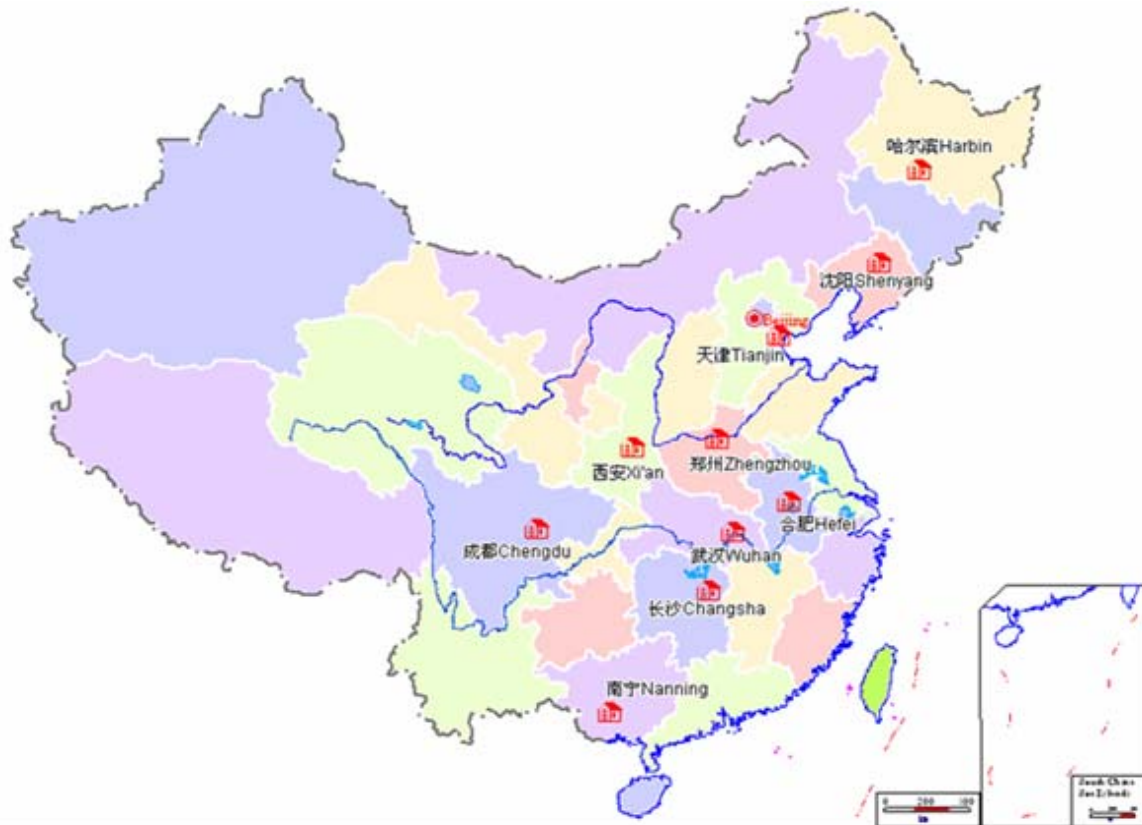 哈尔滨Harbin
沈阳Shenyang
Beijing
天津Tianjin
郑州Zhengzhou
西安Xi'an
合肥Hefei
成都Chengdu
武汉Wuhan
长沙Changsha
南宁Nanning
South China
0 200